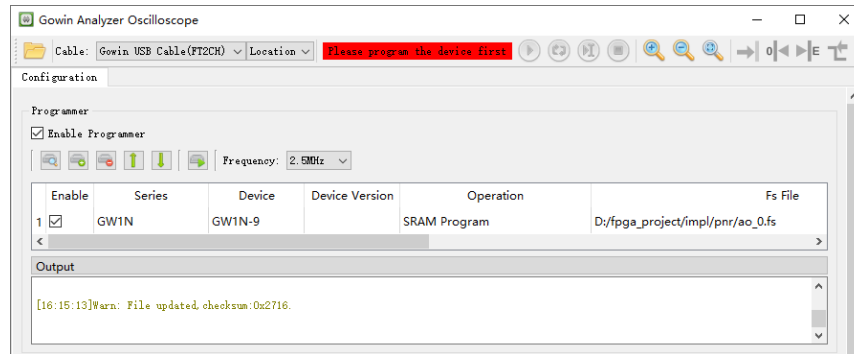 Gowin Analyzer Oscilloscope
Cable: Gowin USB Cable(FT2CH) Location Please program the device first
Configuration
Programmer
Enable Programmer
Frequency: 2.5MHz
Enable Series Device Device Version Operation Fs File
1 GW1N GW1N-9 SRAM Program D:/fpga_project/impl/pnr/ao_0.fs
Output
[16:15:13]Warn: File updated,checksum:0x2716.